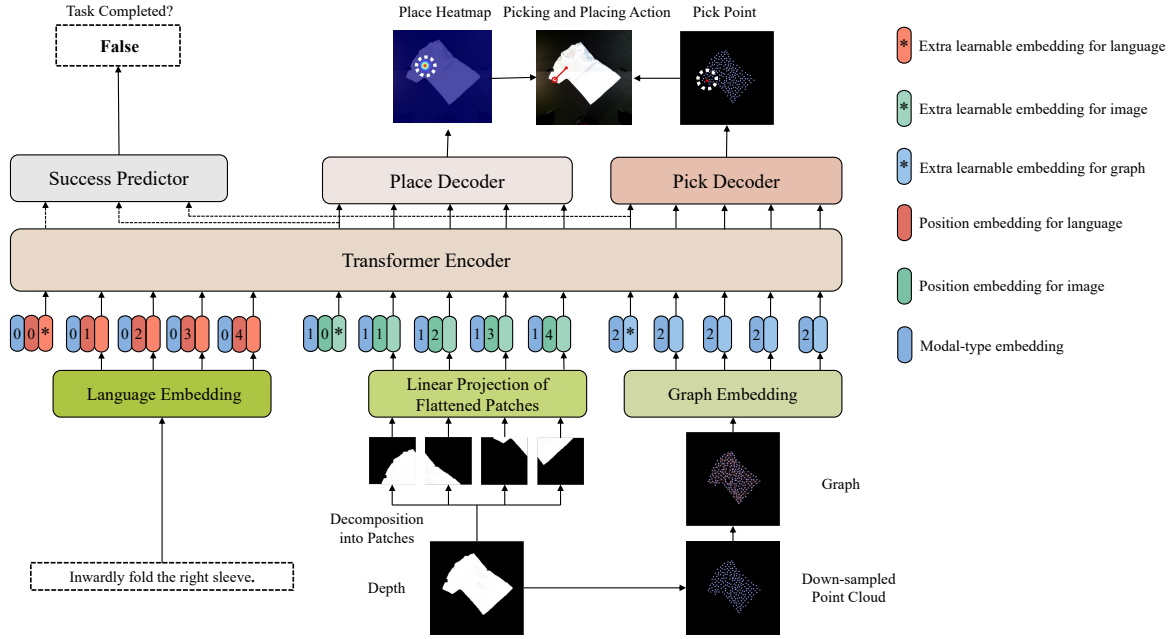 Task Completed?
False
Place Heatmap
Picking and Placing Action
Pick Point
Success Predictor
Place Decoder
Pick Decoder
Transformer Encoder
0 0 *
0 1
0 2
0 3
0 4
1 0 *
1 1
1 2
1 3
1 4
2 *
2
2
2
2
Language Embedding
Linear Projection of
Flattened Patches
Graph Embedding
Decomposition
into Patches
Graph
Inwardly fold the right sleeve.
Depth
Down-sampled
Point Cloud
* Extra learnable embedding for language
* Extra learnable embedding for image
* Extra learnable embedding for graph
Position embedding for language
Position embedding for image
Modal-type embedding